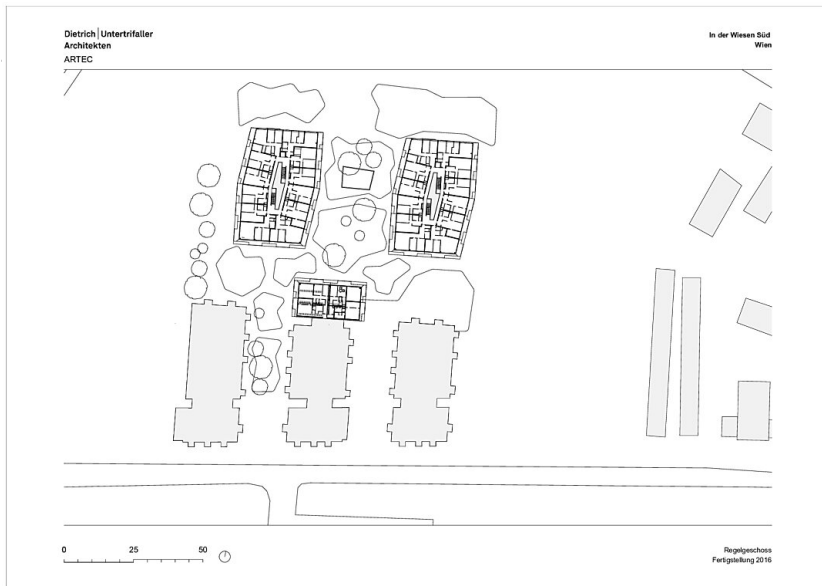 Dietrich | Untertrifaller
Architekten
ARTEC
In der Wiesen Süd
Wien
0 25 50
Regelgeschoss
Fertigstellung 2016